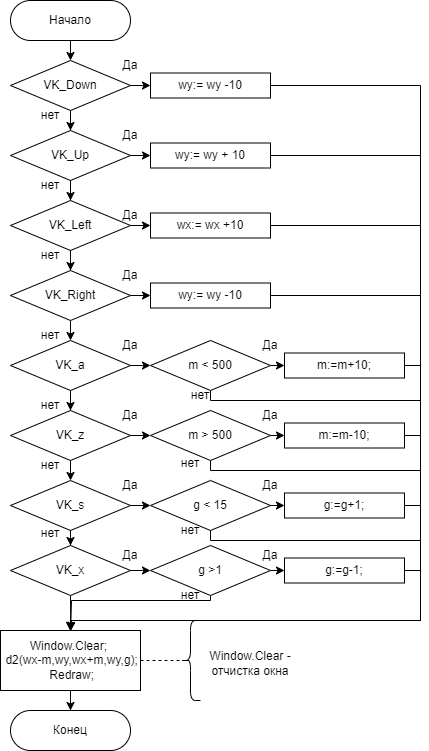 Начало
Да
VK_Down
wy:= wy -10
нет
Да
VK_Up
wy:= wy + 10
нет
Да
VK_Left
wx:= wx +10
нет
Да
VK_Right
wy:= wy -10
нет
Да
Да
VK_a
m < 500
m:=m+10;
нет
нет
Да
Да
VK_z
m > 500
m:=m-10;
нет
нет
Да
Да
VK_s
g < 15
g:=g+1;
нет
нет
Да
Да
VK_x
g >1
g:=g-1;
нет
Window.Clear;
d2(wx-m,wy,wx+m,wy,g);
Redraw;
Window.Clear -
отчистка окна
Конец